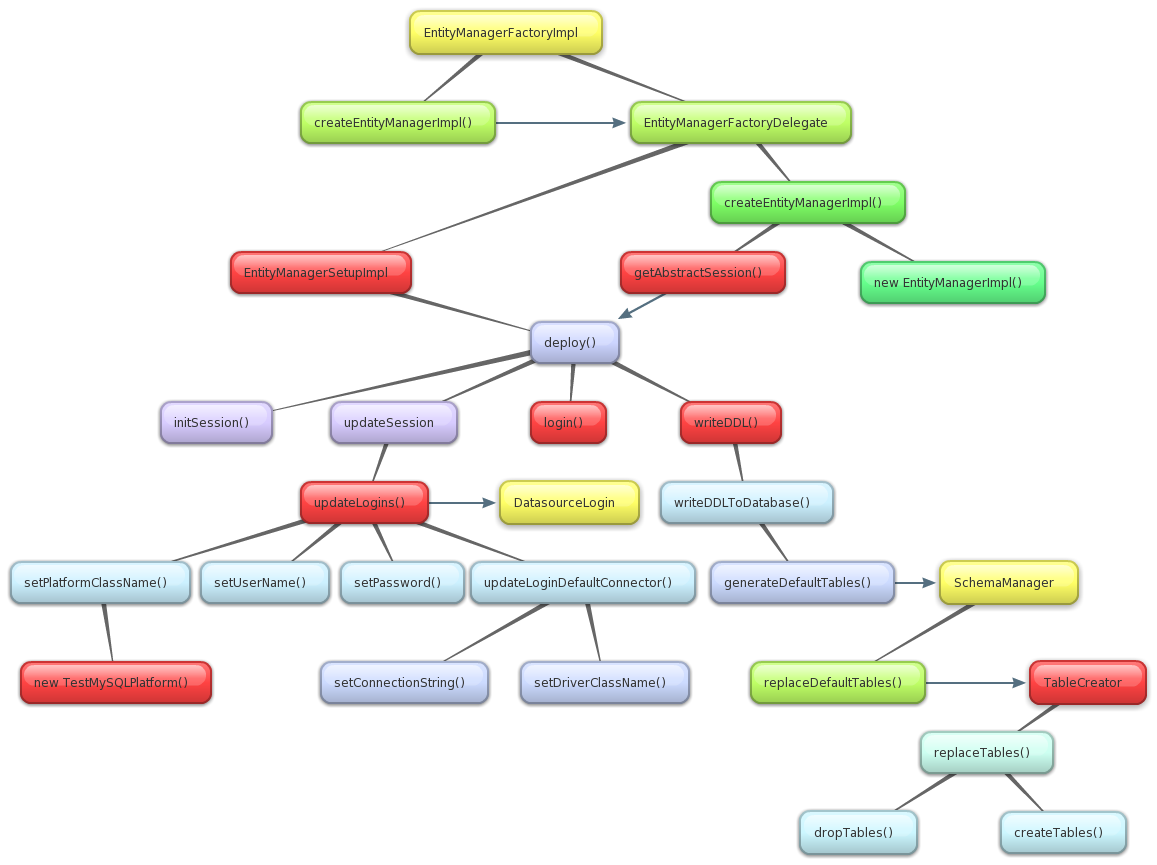 EntityManagerFactoryImpl
createEntityManagerImpl()
EntityManagerFactoryDelegate
createEntityManagerImpl()
EntityManagerSetupImpl
getAbstractSession()
new EntityManagerImpl()
deploy()
initSession()
updateSession
login()
writeDDL()
updateLogins()
DatasourceLogin
writeDDLToDatabase()
setPlatformClassName()
setUserName()
setPassword()
updateLoginDefaultConnector()
generateDefaultTables()
SchemaManager
new TestMySQLPlatform()
setConnectionString()
setDriverClassName()
replaceDefaultTables()
TableCreator
replaceTables()
dropTables()
createTables()